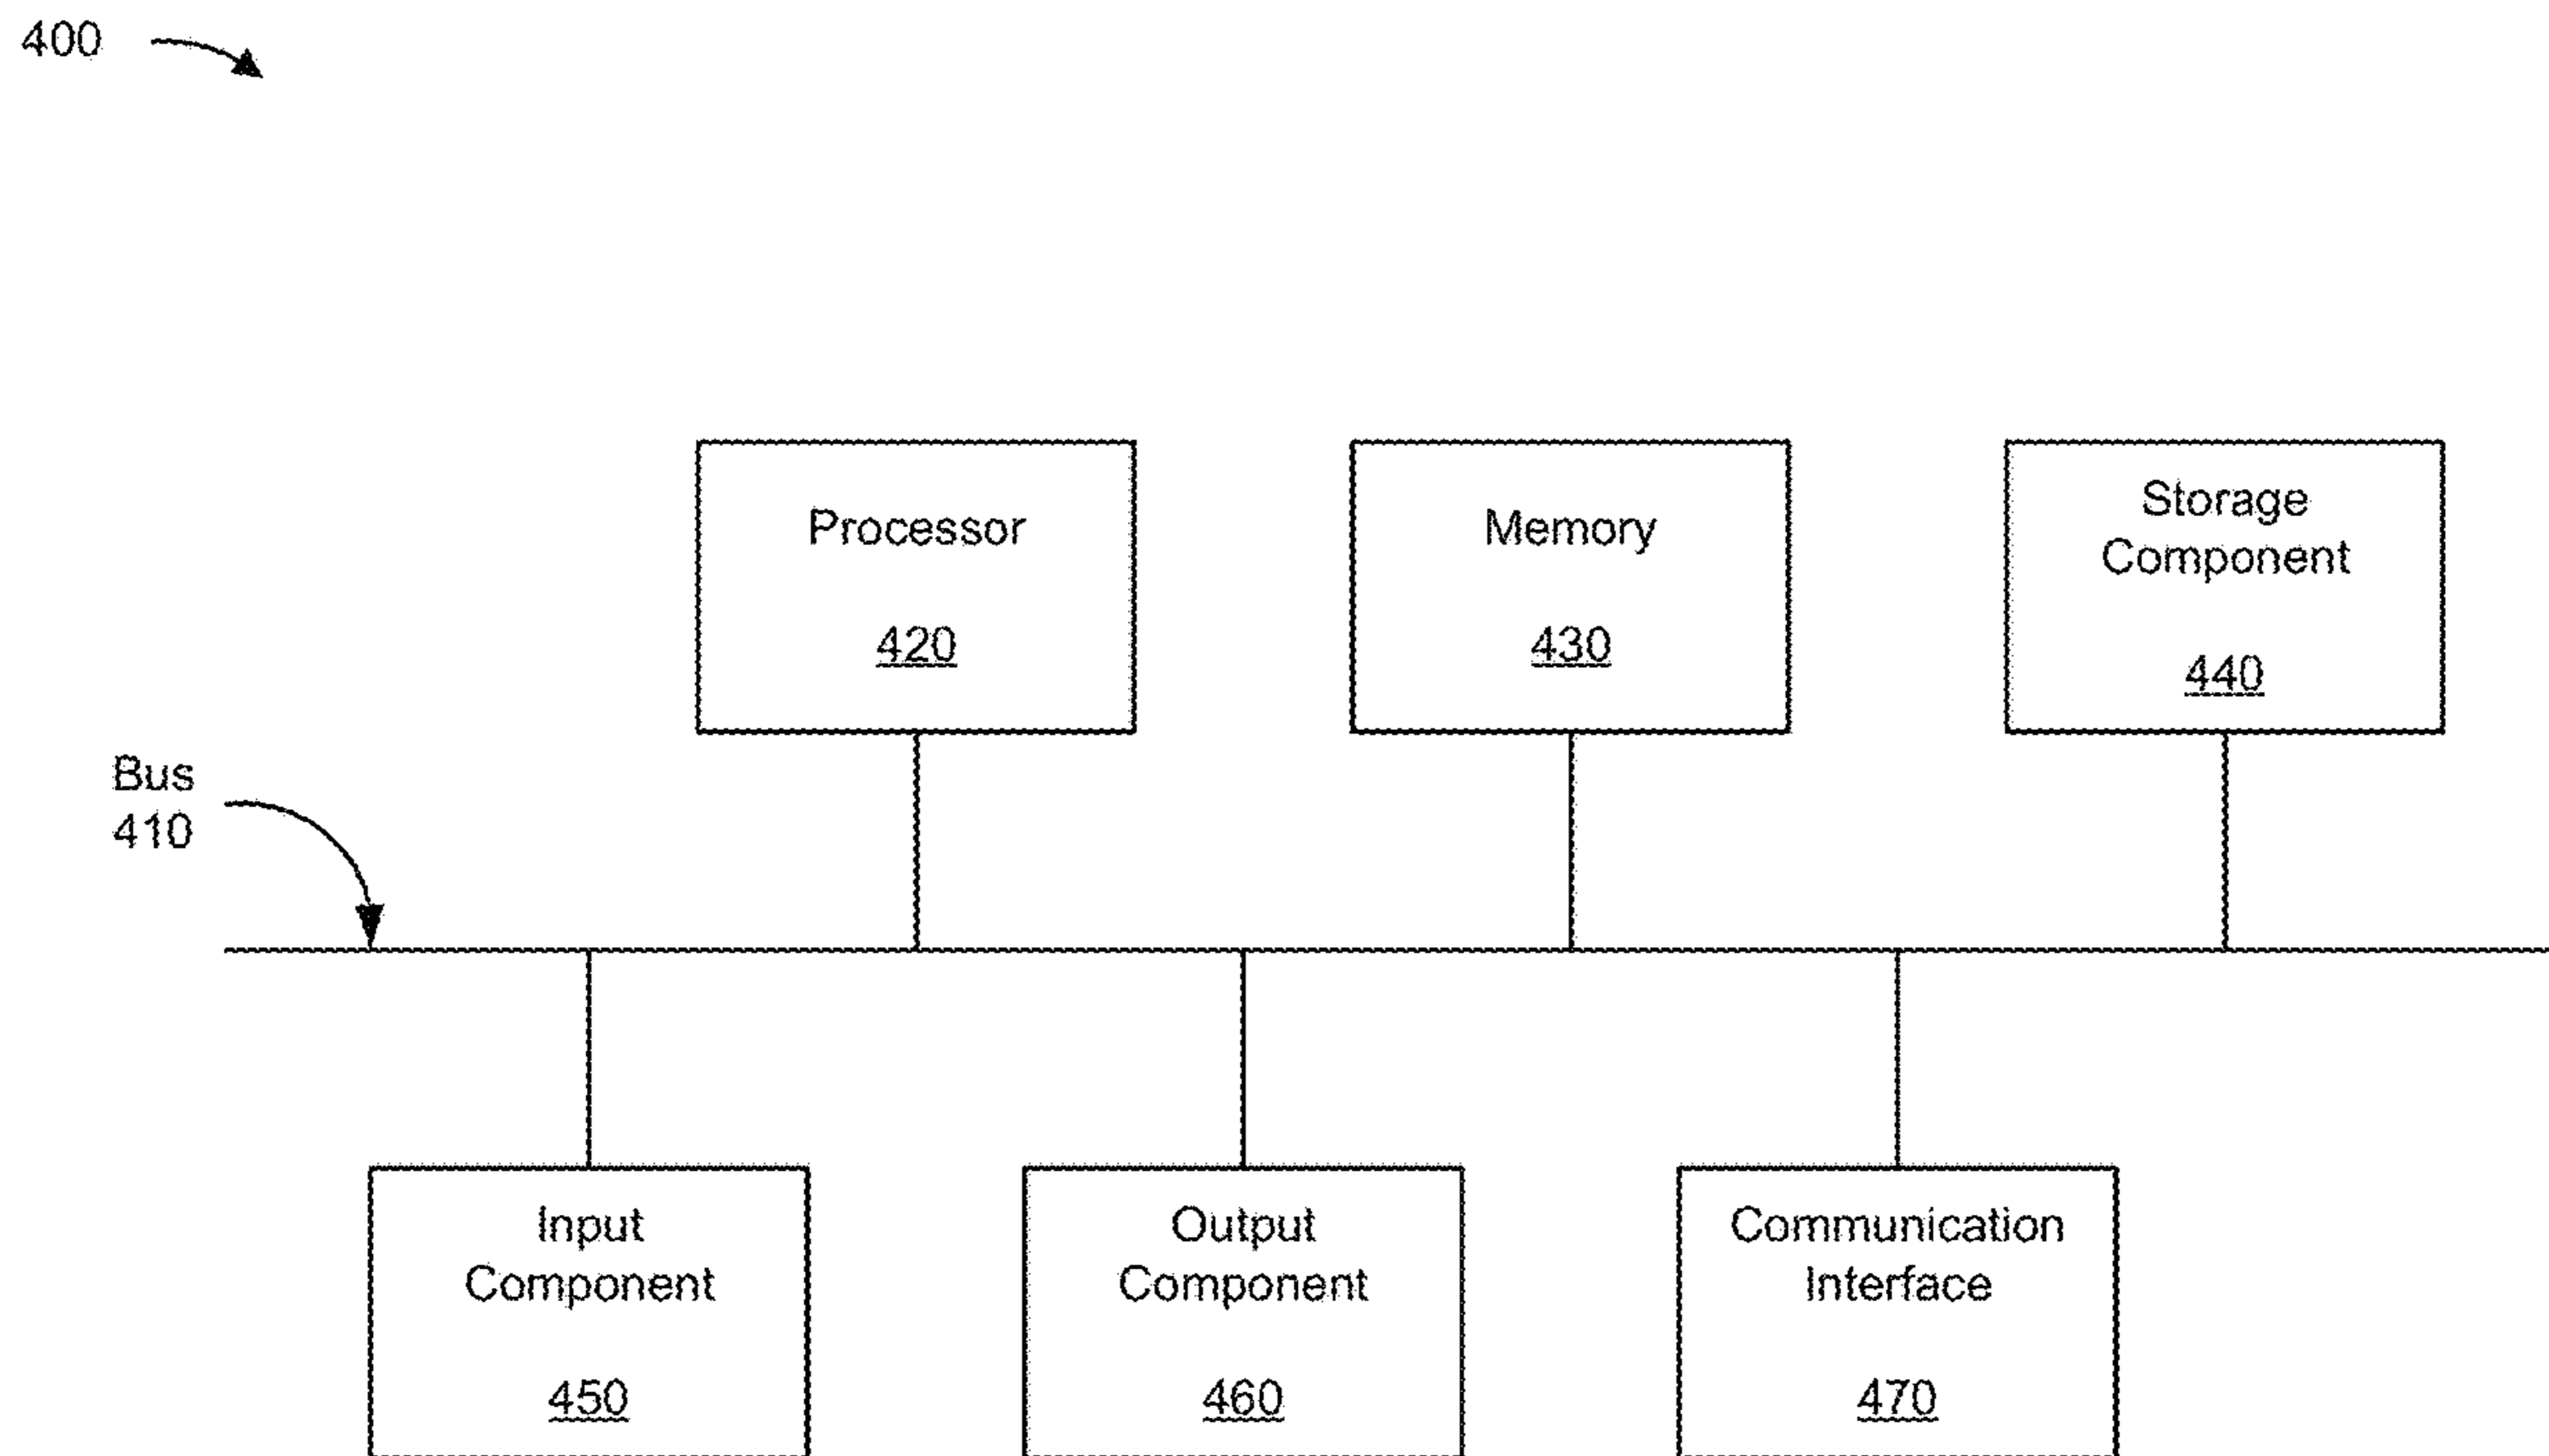 400
Processor
420
Memory
430
Storage
Component
440
Bus
410
Input
Component
450
Output
Component
460
Communication
Interface
470